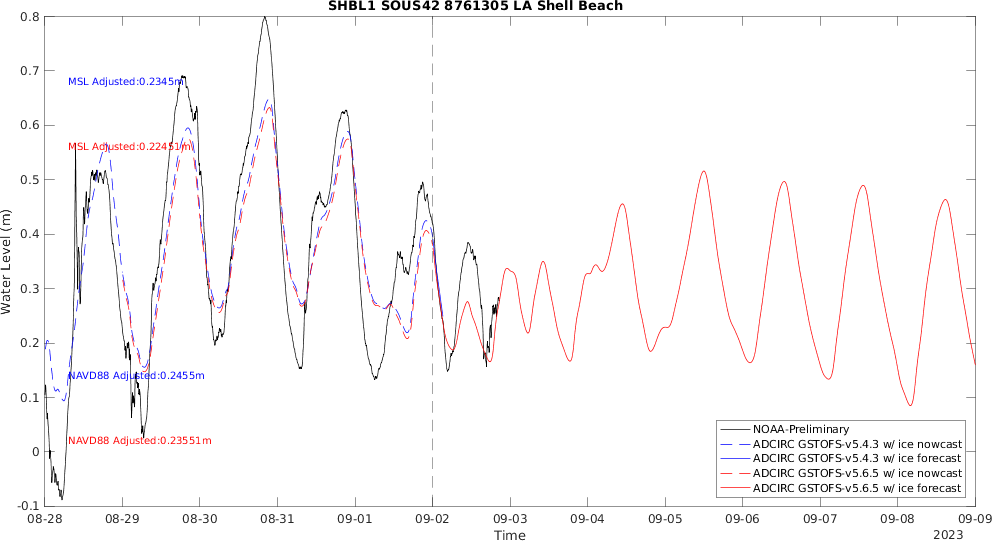 SHBL1 SOUS42 8761305 LA Shell Beach
0.8
0.7
0.6
0.5
0.4
0.3
0.2
0.1
0
-0.1
Water Level (m)
MSL Adjusted:0.2345m
MSL Adjusted:0.22451m
NAVD88 Adjusted:0.2455m
NAVD88 Adjusted:0.23551m
NOAA-Preliminary
ADCIRC GSTOFS-v5.4.3 w/ ice nowcast
ADCIRC GSTOFS-v5.4.3 w/ ice forecast
ADCIRC GSTOFS-v5.6.5 w/ ice nowcast
ADCIRC GSTOFS-v5.6.5 w/ ice forecast
08-28 08-29 08-30 08-31 09-01 09-02 09-03 09-04 09-05 09-06 09-07 09-08 09-09
Time
2023